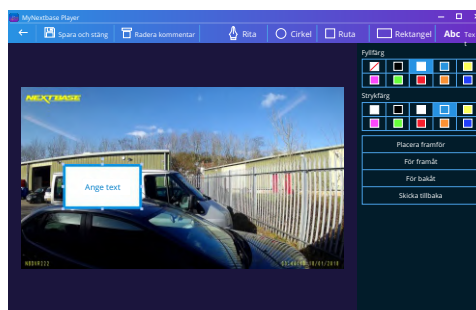 MyNextbase Player
Spara och stäng
Radera kommentar
Rita
Cirkel
Ruta
Rektangel
Abc Tex
t
Fyllfärg
Strykfärg
Placera framför
För framåt
För bakåt
Skicka tillbaka
NEXTBASE
Ange text